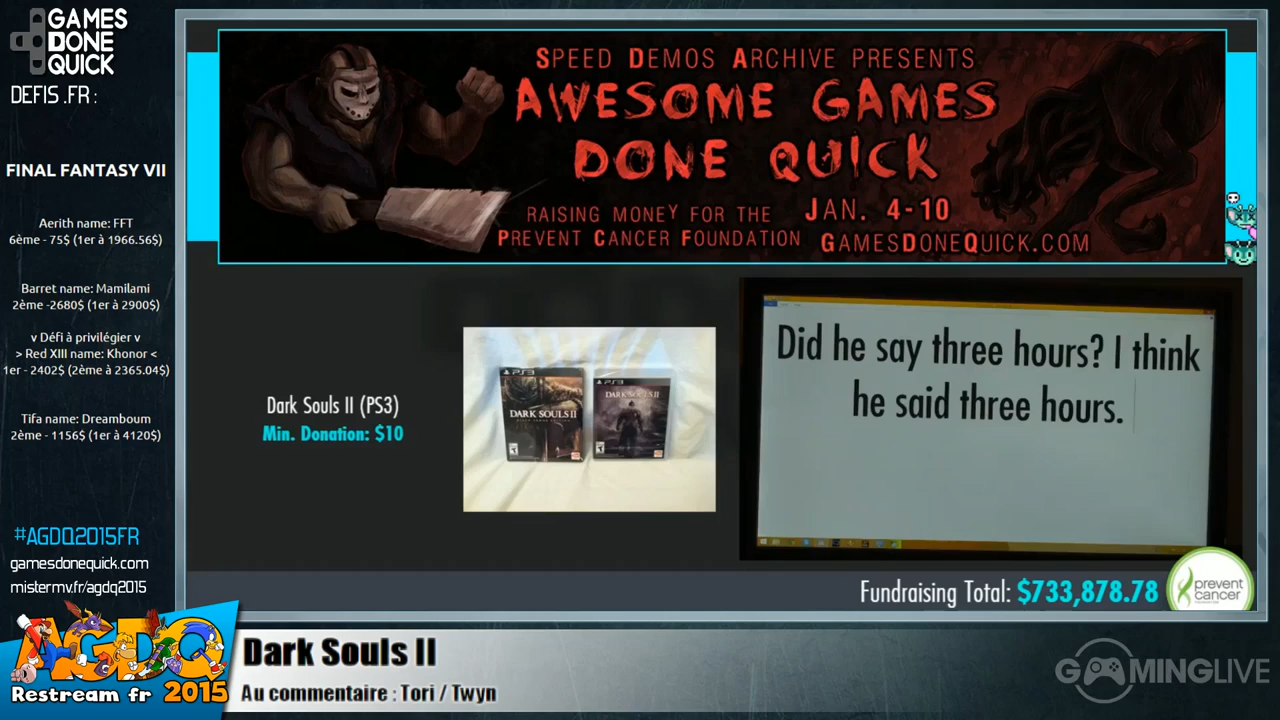 GAMES
DONE
QUICK
DEFIS .FR :
FINAL FANTASY VII
Aerith name: FFT
6ème - 75$ (1er à 1966.56$)
Barret name: Mamilami
2ème -2680$ (1er à 2900$)
v Défi à privilégier v
> Red XIII name: Khonor <
1er - 2402$ (2ème à 2365.04$)
Tifa name: Dreamboum
2ème - 1156$ (1er à 4120$)
#AGDQ2015FR
gamesdonequick.com
mistermv.fr/agdq2015
AGDQ
Restream fr 2015
SPEED DEMOS ARCHIVE PRESENTS
AWESOME GAMES
DONE QUICK
RAISING MONEY FOR THE
PREVENT CANCER FOUNDATION
JAN. 4-10
GAMESDONEQUICK.COM
Dark Souls II (PS3)
Min. Donation: $10
PS3
DARK SOULS II
PS3
DARK SOULS II
Did he say three hours? I think
he said three hours.
Fundraising Total: $733,878.78
prevent
cancer
Dark Souls II
Au commentaire : Tori / Twyn
GAMINGLIVE